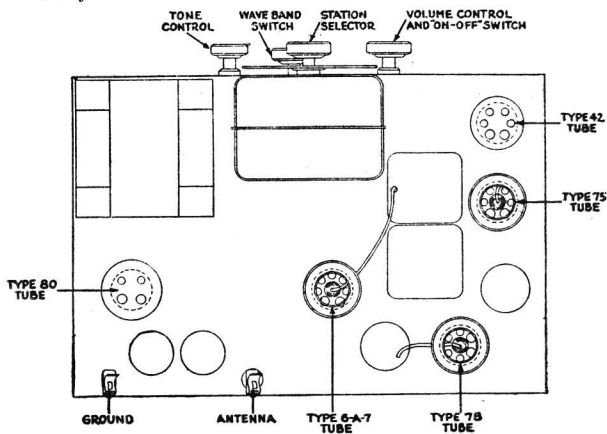 TONE
CONTROL
WAVE BAND
SWITCH
STATION
SELECTOR
VOLUME CONTROL
AND "ON-OFF" SWITCH
TYPE 42
TUBE
TYPE 75
TUBE
TYPE 80
TUBE
GROUND
ANTENNA
TYPE 6-A-7
TUBE
TYPE 78
TUBE